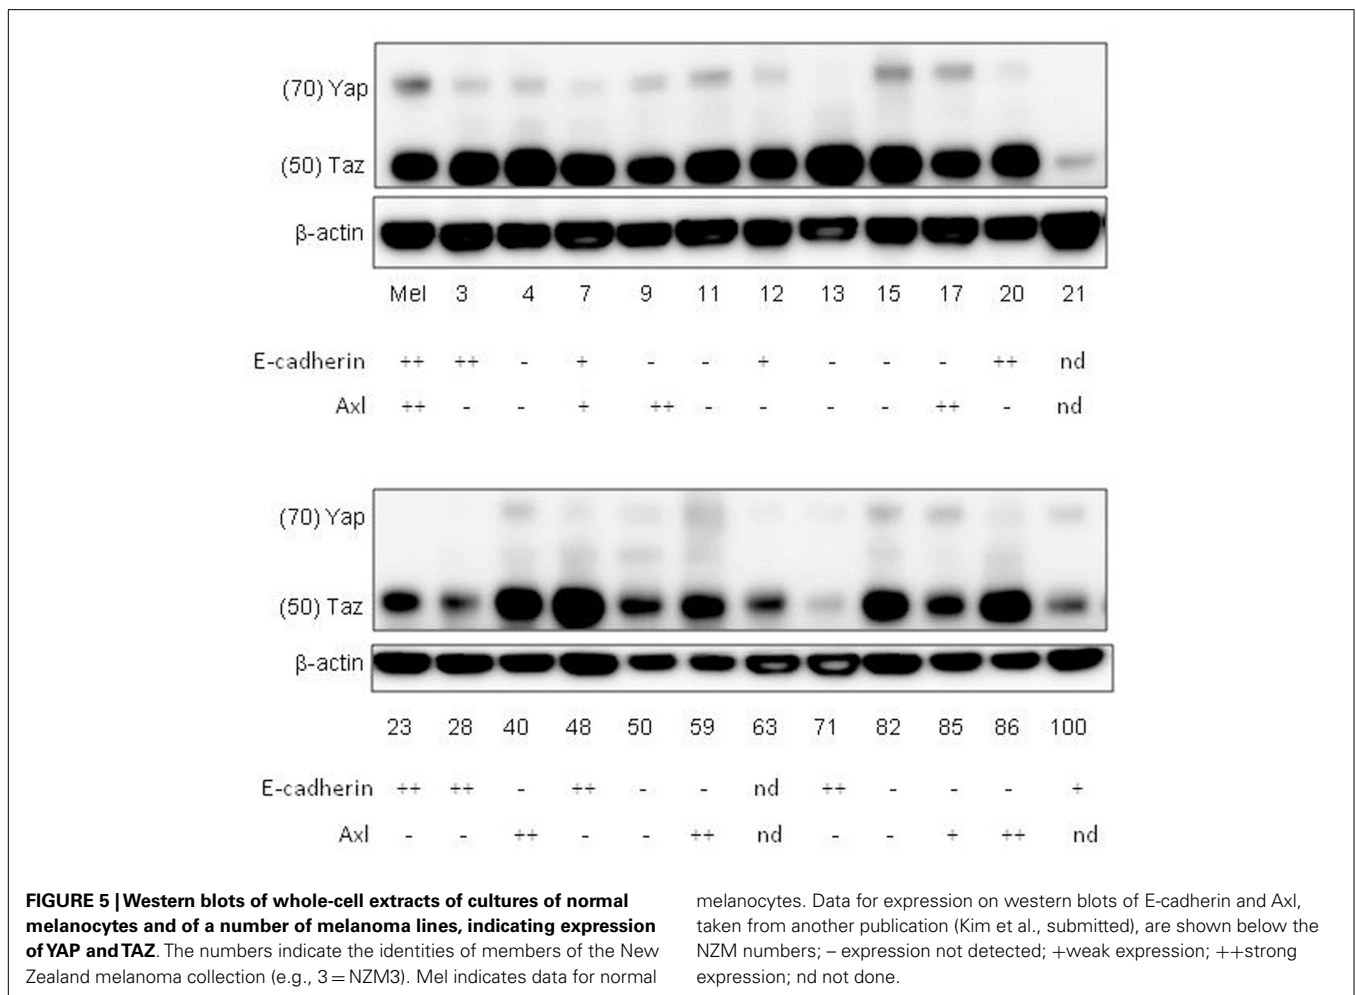 (70) Yap
(50) Taz
β-actin
Mel 3 4 7 9 11 12 13 15 17 20 21
E-cadherin ++ ++ - + - - + - - - ++ nd
Axl ++ - - + ++ - - - - ++ - nd
(70) Yap
(50) Taz
β-actin
23 28 40 48 50 59 63 71 82 85 86 100
E-cadherin ++ ++ - ++ - - nd ++ - - - +
Axl - - ++ - - ++ nd - - + ++ nd
FIGURE 5 | Western blots of whole-cell extracts of cultures of normal
melanocytes and of a number of melanoma lines, indicating expression
of YAP and TAZ. The numbers indicate the identities of members of the New
Zealand melanoma collection (e.g., 3 = NZM3). Mel indicates data for normal
melanocytes. Data for expression on western blots of E-cadherin and Axl,
taken from another publication (Kim et al., submitted), are shown below the
NZM numbers; – expression not detected; +weak expression; ++strong
expression; nd not done.